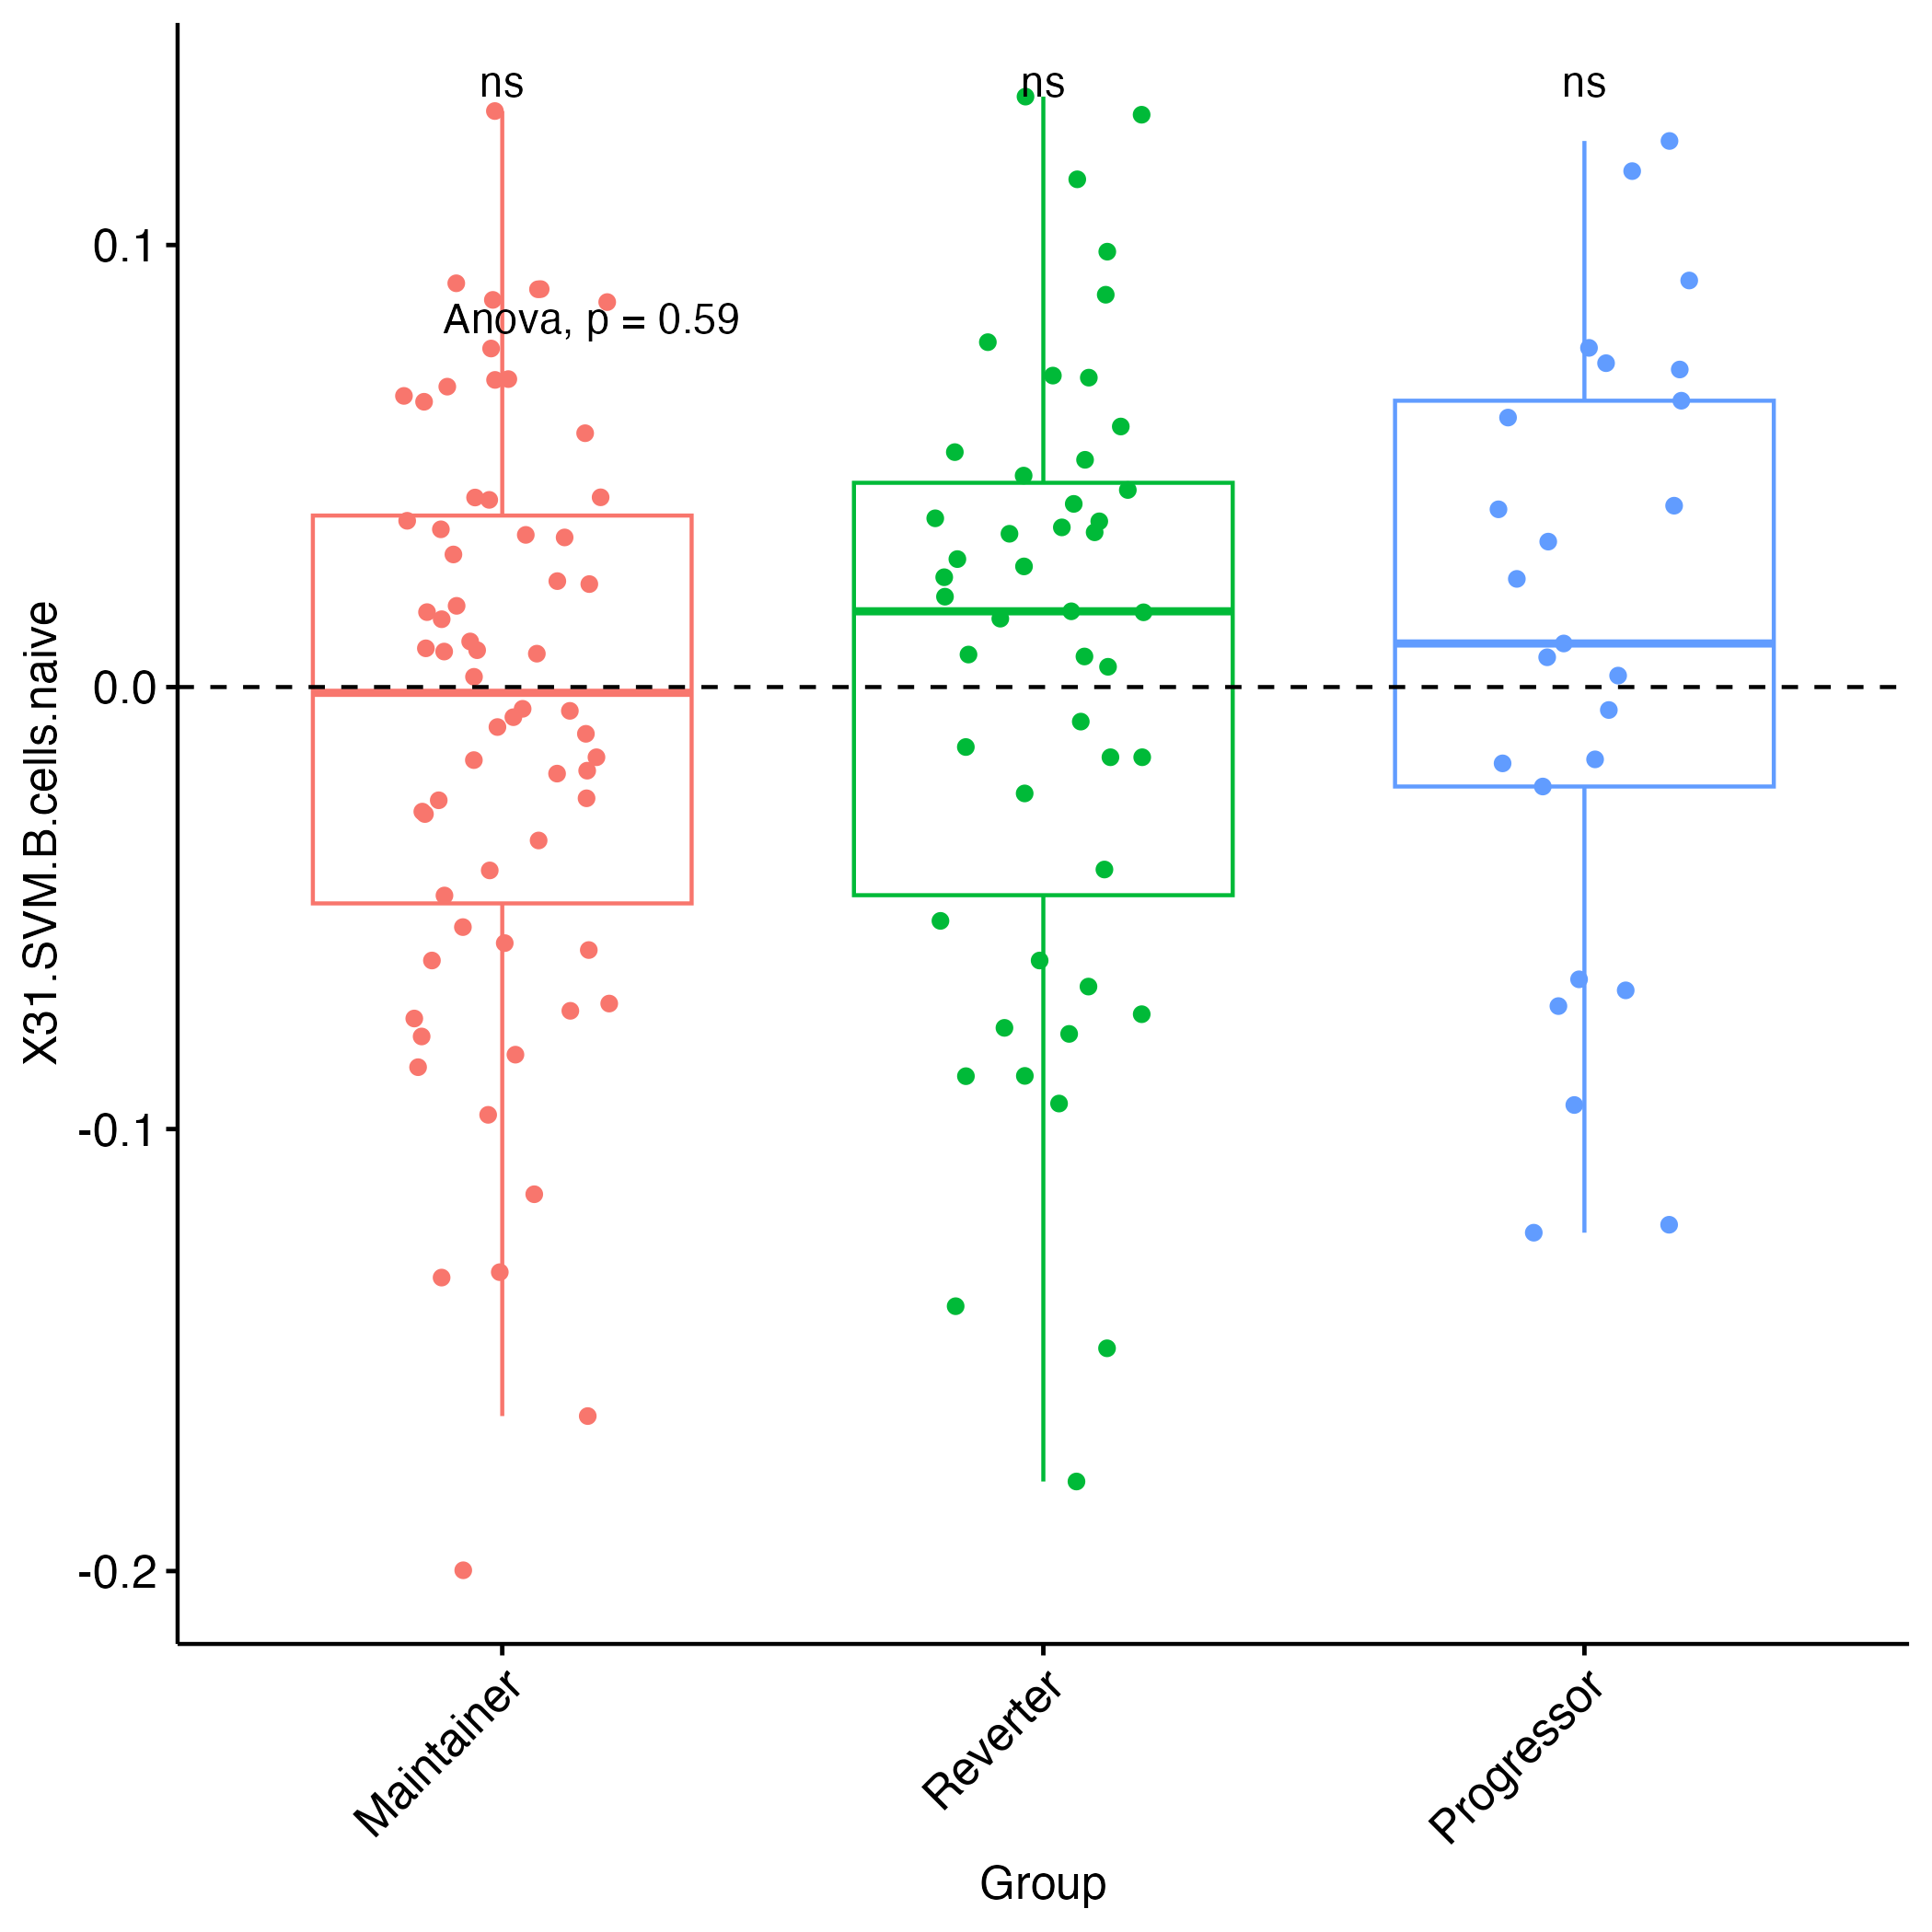 ns ns ns
Anova, p = 0.59
X31.SVM.B.cells.naive
0.1
0.0
-0.1
-0.2
Maintainer Reverter Progressor
Group